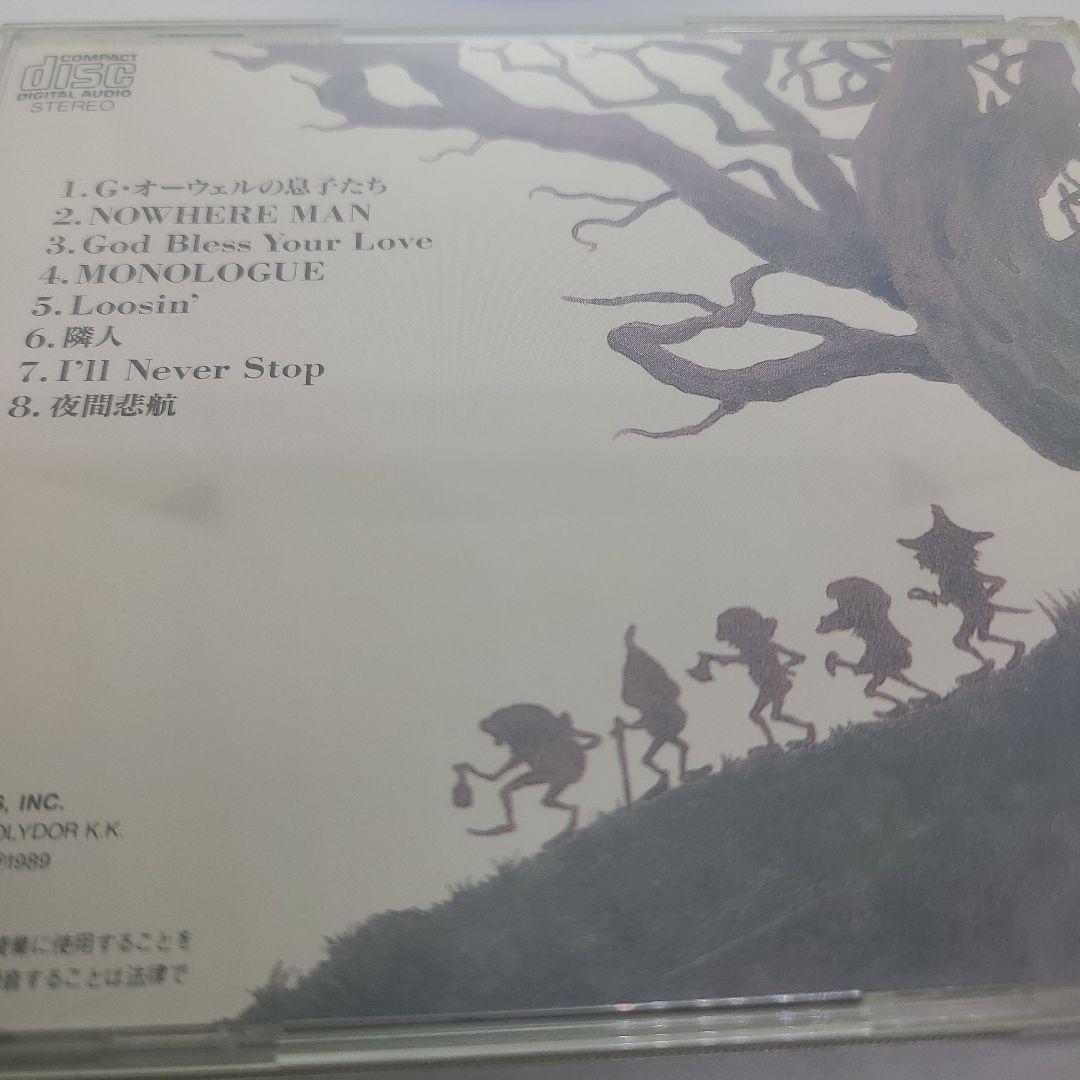 COMPACT
disc
DIGITAL AUDIO
STEREO
1. G・オーウェルの息子たち
2. NOWHERE MAN
3. God Bless Your Love
4. MONOLOGUE
5. Loosin'
6. 隣人
7. I'll Never Stop
8. 夜間悲航
S, INC.
OLYDOR K.K.
℗1989
業に使用することを
音することは法律で